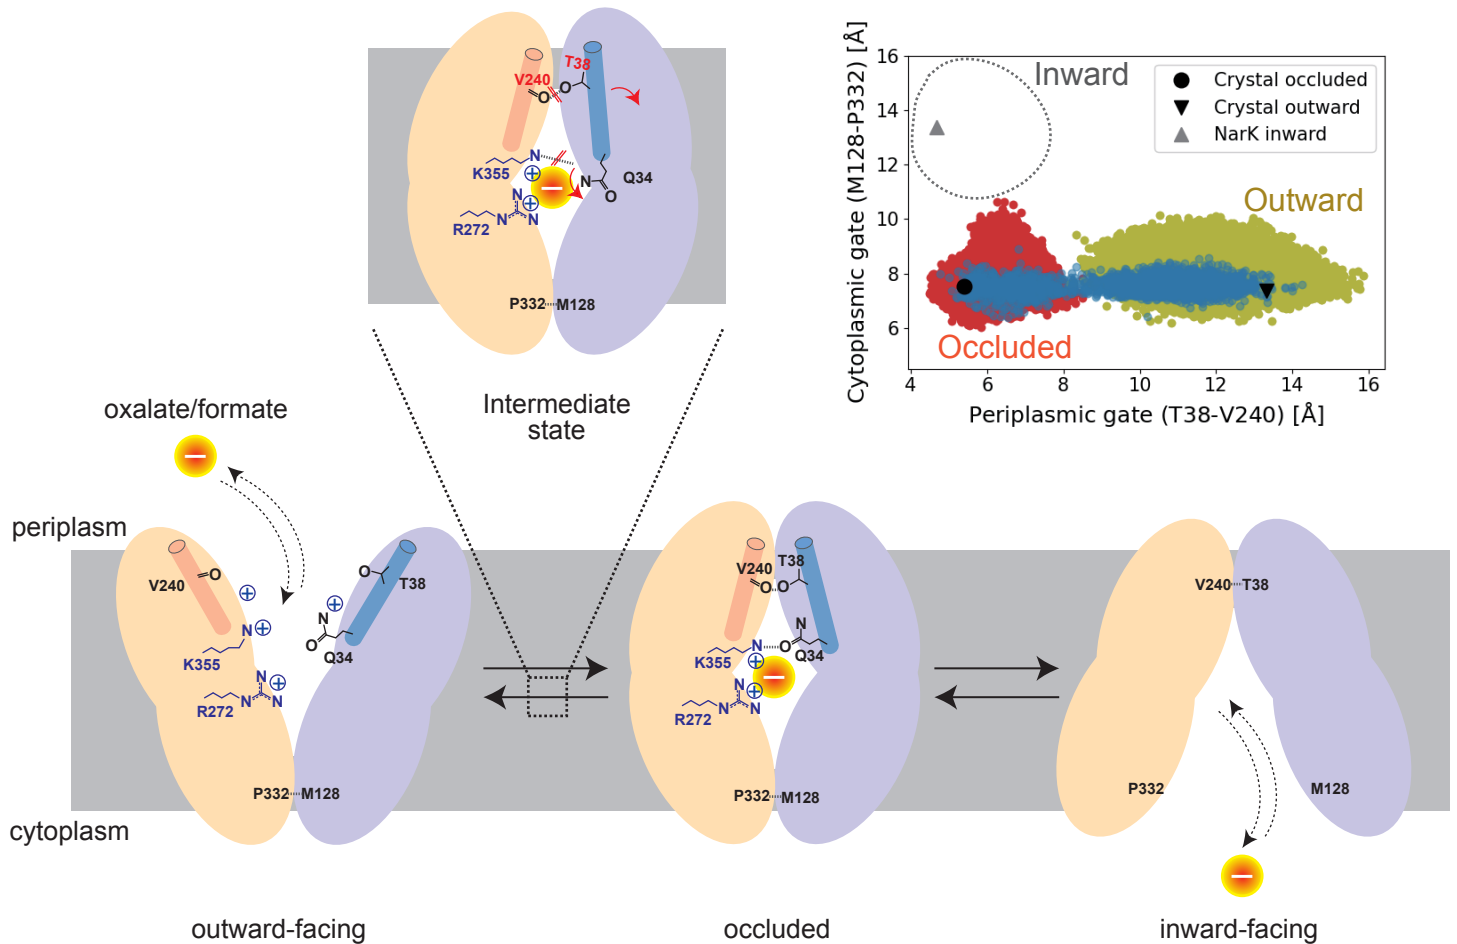 V240
T38
O
O
N
K355
N
O
Q34
N
N
N
R272
P332
M128
Intermediate
state
Cytoplasmic gate (M128-P332) [Å]
16
14
12
10
8
6
4
6
8
10
12
14
16
Periplasmic gate (T38-V240) [Å]
Inward
Outward
Occluded
Crystal occluded
Crystal outward
NarK inward
oxalate/formate
periplasm
cytoplasm
V240
O
O
T38
N
N
K355
O
Q34
N
N
N
R272
P332
M128
outward-facing
V240
T38
O
O
N
N
O
K355
Q34
N
N
N
R272
P332
M128
occluded
V240
T38
P332
M128
inward-facing